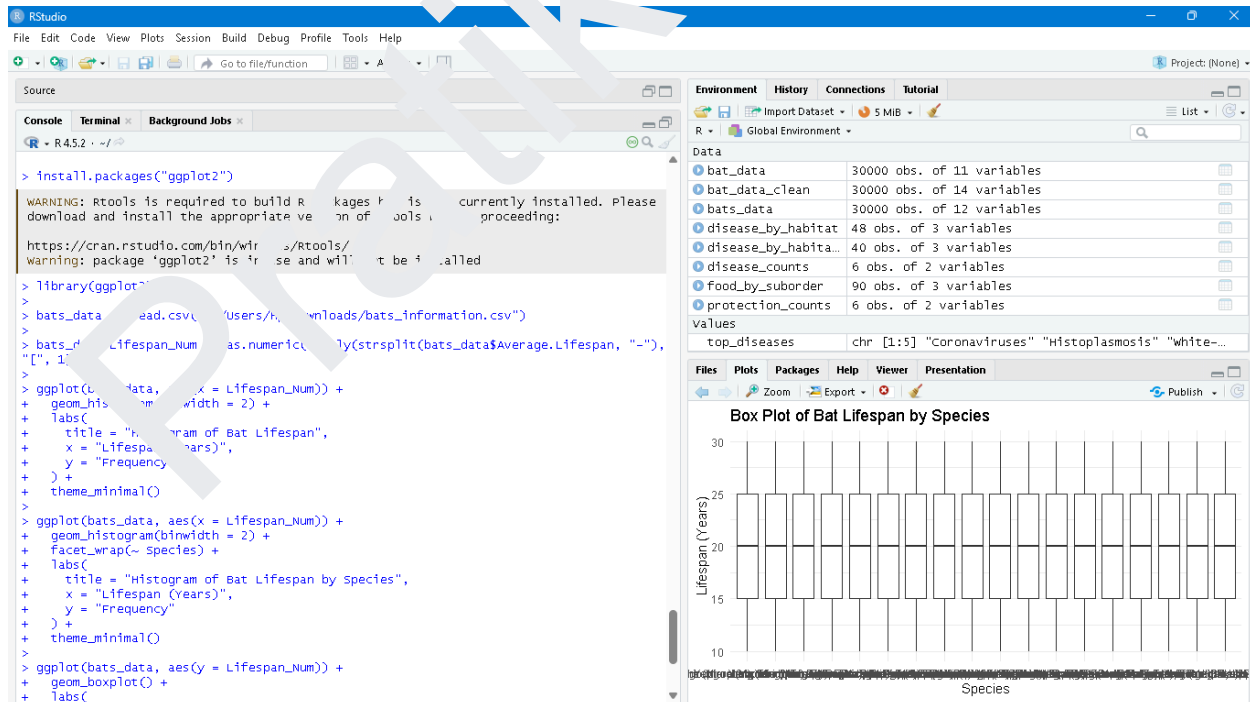 RStudio
File Edit Code View Plots Session Build Debug Profile Tools Help
Go to file/function
Project: (None)
Source
Console Terminal Background Jobs
R 4.5.2 · ~/
> install.packages("ggplot2")
WARNING: Rtools is required to build R kages is currently installed. Please
download and install the appropriate ve on of ools proceeding:
https://cran.rstudio.com/bin/wir s/Rtools/
Warning: package 'ggplot2' is in se and will t be i alled
> library(ggplot
>
> bats_data ead.csv( /Users/ wnloads/bats_information.csv")
>
> bats_d Lifespan_Num as.numeric( ly(strsplit(bats_data$Average.Lifespan, "-"),
"[", 1
>
> ggplot(b data, x = Lifespan_Num)) +
+ geom_his width = 2) +
+ labs(
+ title = "H ram of Bat Lifespan",
+ x = "Lifespa ars)",
+ y = "Frequency
+ ) +
+ theme_minimal()
>
> ggplot(bats_data, aes(x = Lifespan_Num)) +
+ geom_histogram(binwidth = 2) +
+ facet_wrap(~ Species) +
+ labs(
+ title = "Histogram of Bat Lifespan by Species",
+ x = "Lifespan (Years)",
+ y = "Frequency"
+ ) +
+ theme_minimal()
>
> ggplot(bats_data, aes(y = Lifespan_Num)) +
+ geom_boxplot() +
+ labs(
Environment History Connections Tutorial
Import Dataset 5 MiB List
R Global Environment
Data
bat_data 30000 obs. of 11 variables
bat_data_clean 30000 obs. of 14 variables
bats_data 30000 obs. of 12 variables
disease_by_habitat 48 obs. of 3 variables
disease_by_habita… 40 obs. of 3 variables
disease_counts 6 obs. of 2 variables
food_by_suborder 90 obs. of 3 variables
protection_counts 6 obs. of 2 variables
Values
top_diseases chr [1:5] "Coronaviruses" "Histoplasmosis" "White-…
Files Plots Packages Help Viewer Presentation
Zoom Export Publish
Box Plot of Bat Lifespan by Species
Lifespan (Years)
30
25
20
15
10
Species
Pratik